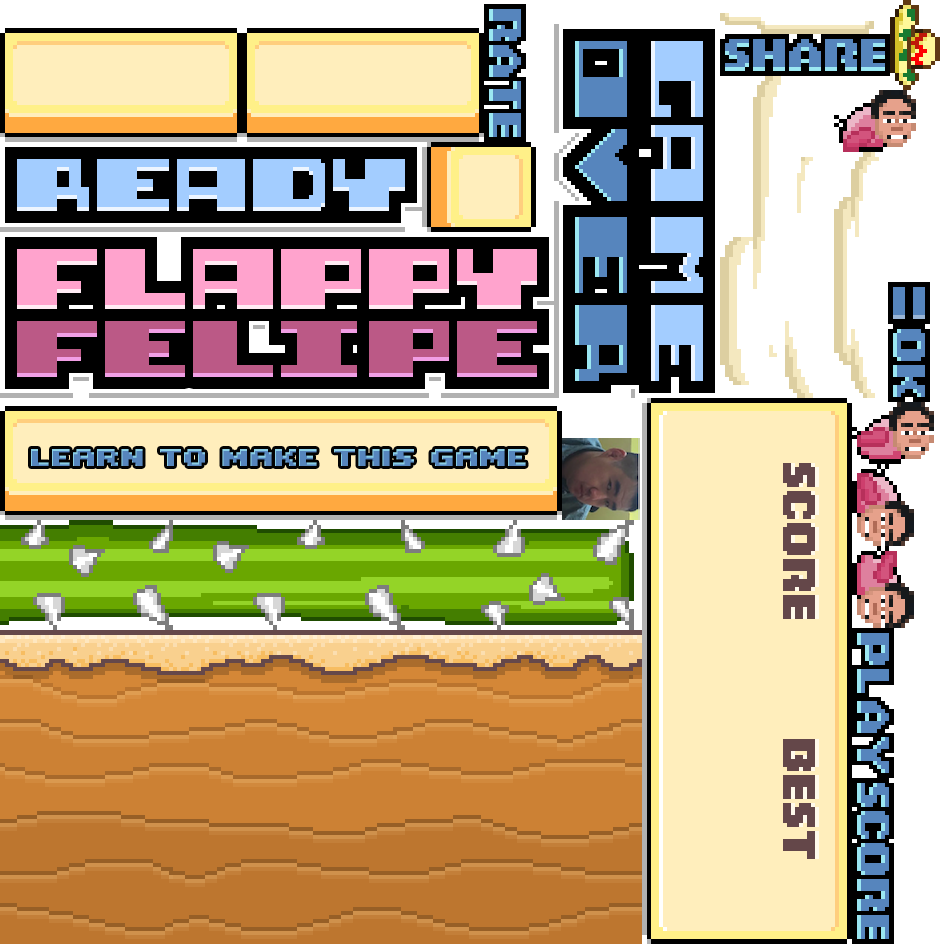 RATE
SHARE
READY
GAME
OVER
FLAPPY
FELIPE
OK
LEARN TO MAKE THIS GAME
SCORE
BEST
PLAY
SCORE